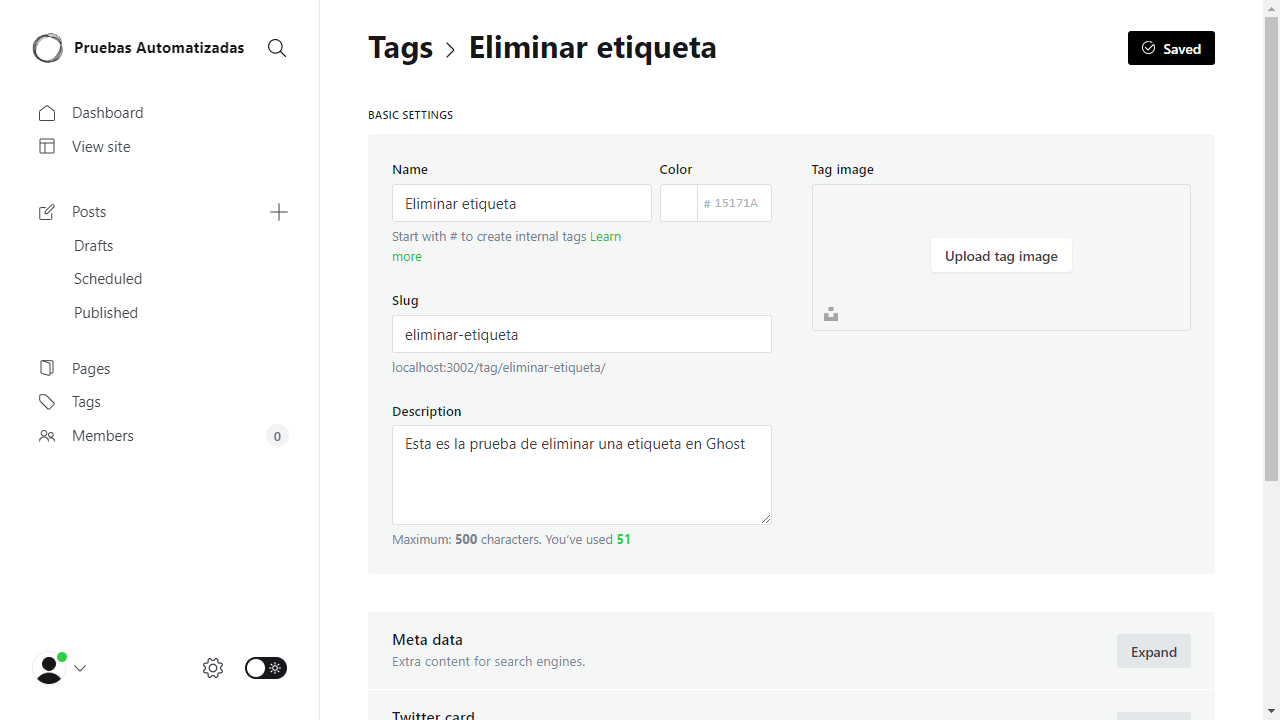 Pruebas Automatizadas
Dashboard
View site
Posts
Drafts
Scheduled
Published
Pages
Tags
Members
0
Tags
Eliminar etiqueta
Saved
BASIC SETTINGS
Name
Eliminar etiqueta
Start with # to create internal tags Learn
more
Color
# 15171A
Slug
eliminar-etiqueta
localhost:3002/tag/eliminar-etiqueta/
Description
Esta es la prueba de eliminar una etiqueta en Ghost
Maximum: 500 characters. You’ve used 51
Tag image
Upload tag image
Meta data
Extra content for search engines.
Expand
Twitter card